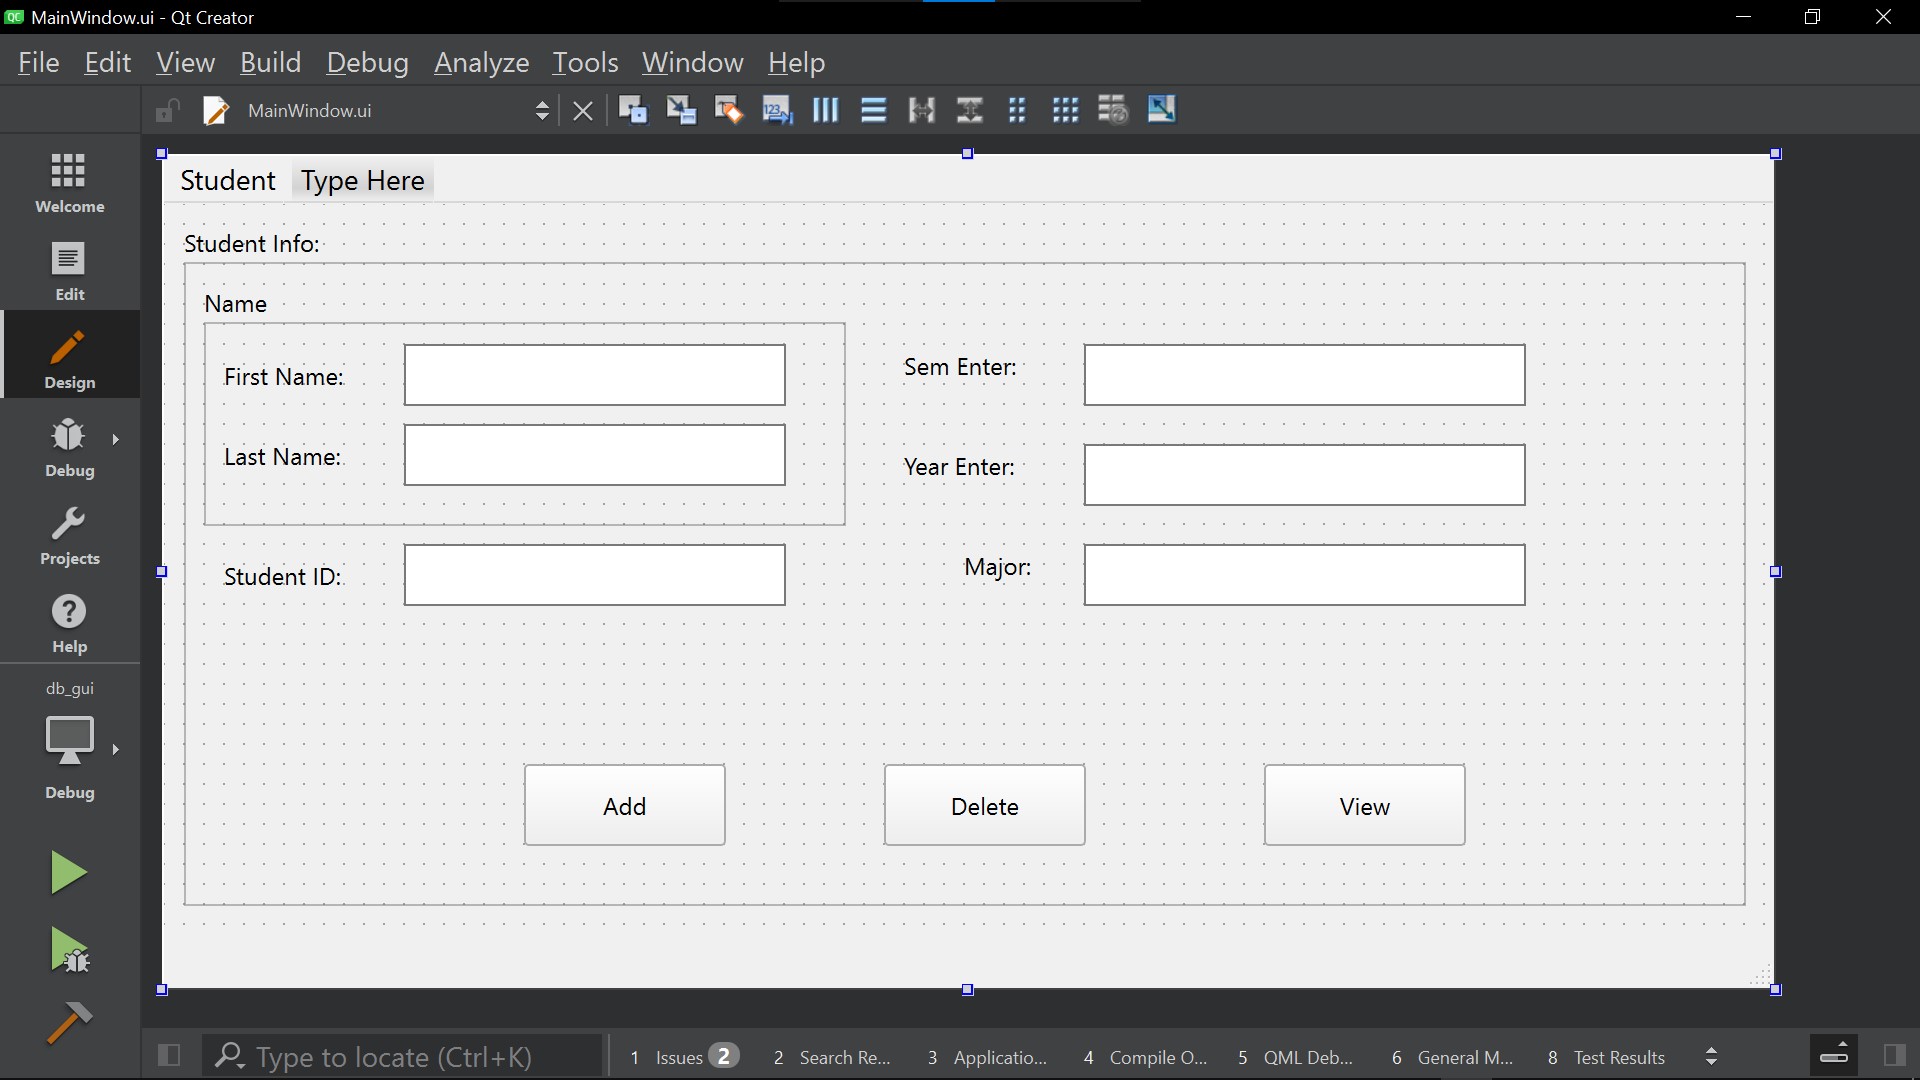 QC MainWindow.ui - Qt Creator
File Edit View Build Debug Analyze Tools Window Help
MainWindow.ui
123
Welcome
Edit
Design
Debug
Projects
Help
db_gui
Debug
Student Type Here
Student Info:
Name
First Name:
Last Name:
Student ID:
Sem Enter:
Year Enter:
Major:
Add Delete View
Type to locate (Ctrl+K) 1 Issues 2 2 Search Re... 3 Applicatio... 4 Compile O... 5 QML Deb... 6 General M... 8 Test Results